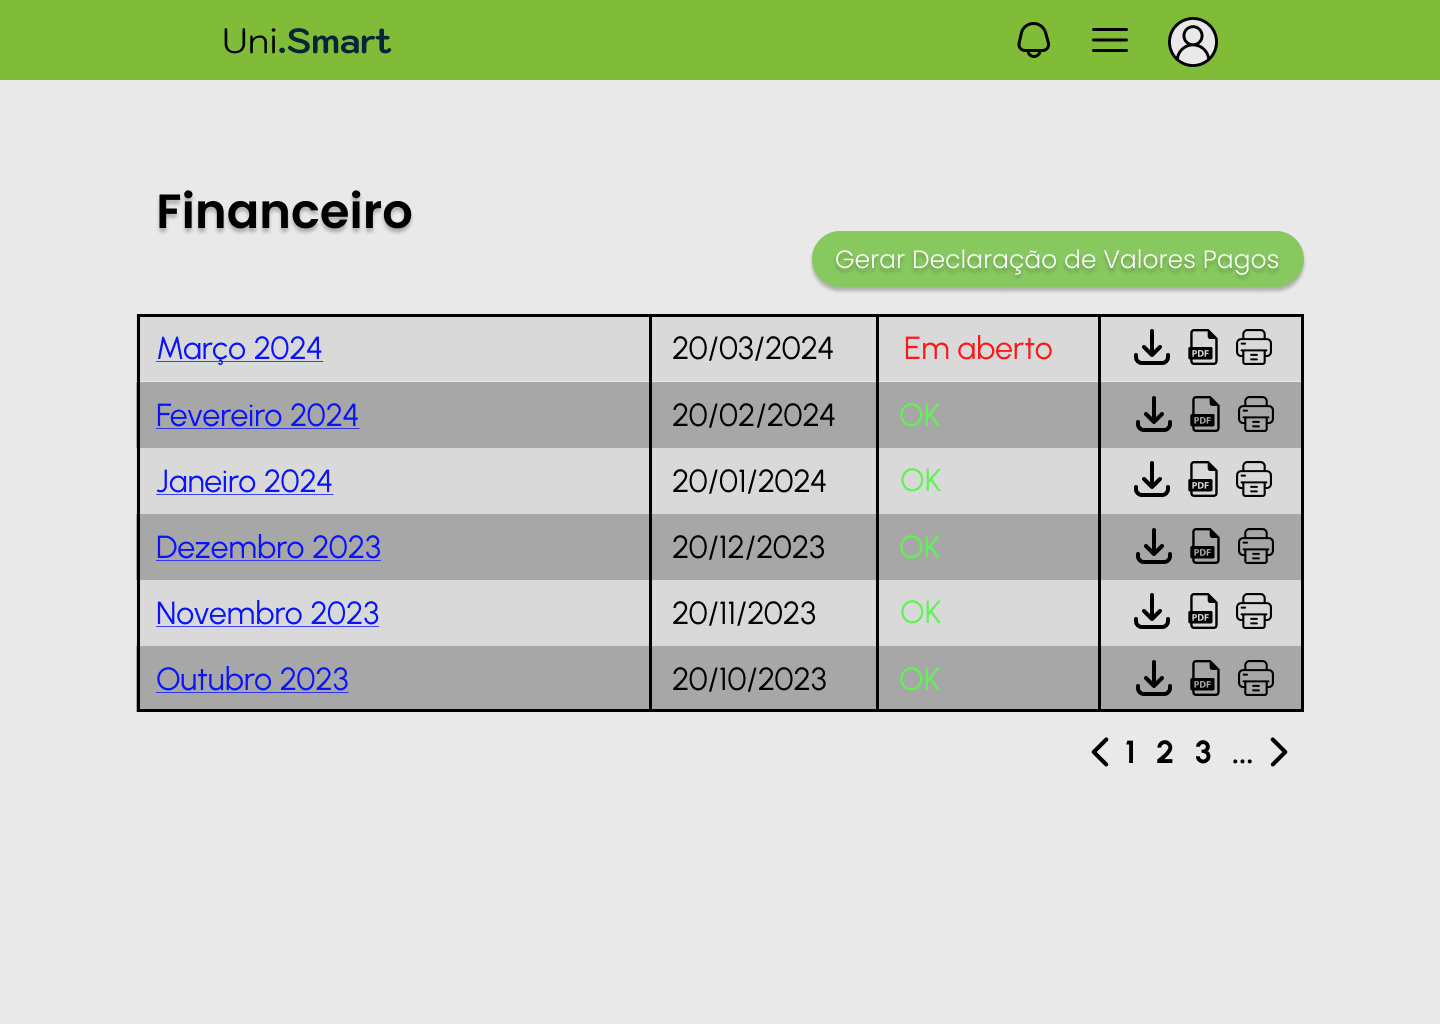 Uni.Smart
Financeiro
Gerar Declaração de Valores Pagos
Março 2024 20/03/2024 Em aberto PDF
Fevereiro 2024 20/02/2024 OK PDF
Janeiro 2024 20/01/2024 OK PDF
Dezembro 2023 20/12/2023 OK PDF
Novembro 2023 20/11/2023 OK PDF
Outubro 2023 20/10/2023 OK PDF
1 2 3 ...